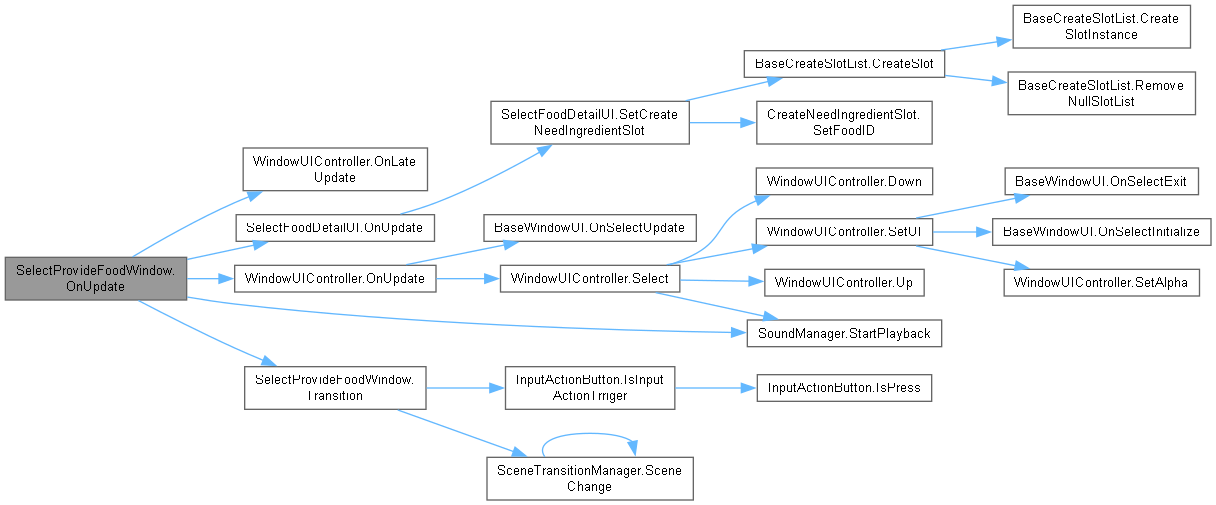 BaseCreateSlotList.Create
SlotInstance
BaseCreateSlotList.CreateSlot
BaseCreateSlotList.Remove
NullSlotList
SelectFoodDetailUI.SetCreate
NeedIngredientSlot
CreateNeedIngredientSlot.
SetFoodID
WindowUIController.OnLate
Update
WindowUIController.Down
BaseWindowUI.OnSelectExit
SelectFoodDetailUI.OnUpdate
BaseWindowUI.OnSelectUpdate
WindowUIController.SetUI
BaseWindowUI.OnSelectInitialize
SelectProvideFoodWindow.
OnUpdate
WindowUIController.OnUpdate
WindowUIController.Select
WindowUIController.Up
WindowUIController.SetAlpha
SoundManager.StartPlayback
SelectProvideFoodWindow.
Transition
InputActionButton.IsInput
ActionTrriger
InputActionButton.IsPress
SceneTransitionManager.Scene
Change